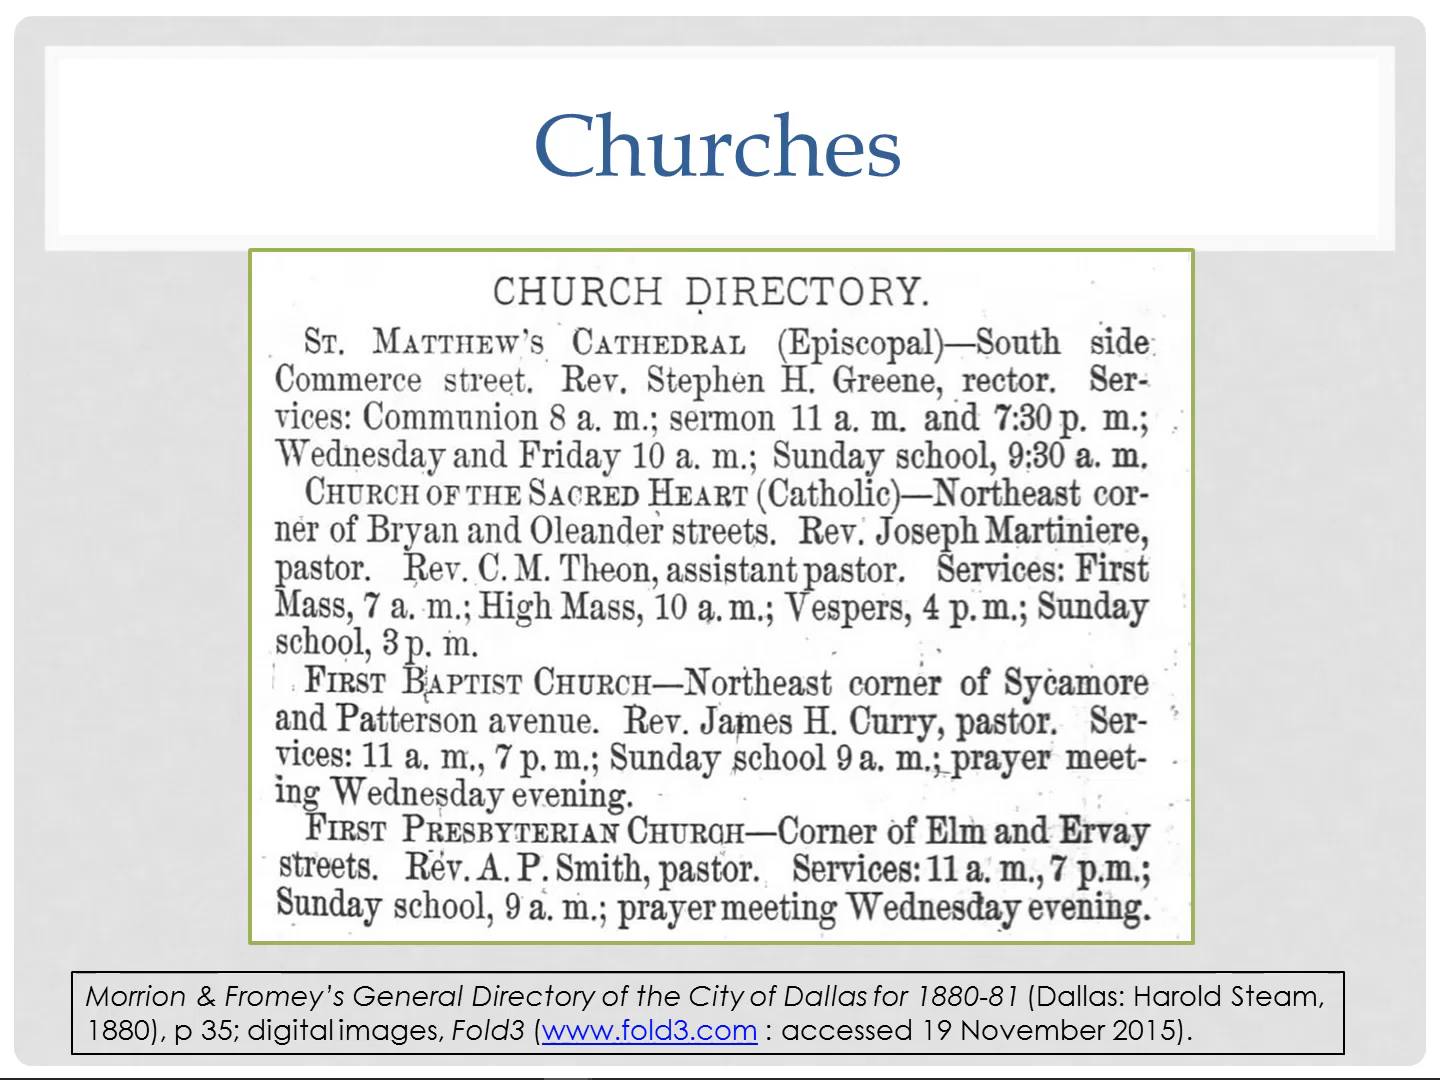 Churches
CHURCH DIRECTORY.
ST. MATTHEW'S CATHEDRAL (Episcopal)—South side
Commerce street. Rev. Stephen H. Greene, rector. Ser-
vices: Communion 8 a. m.; sermon 11 a. m. and 7:30 p. m.;
Wednesday and Friday 10 a. m.; Sunday school, 9:30 a. m.
CHURCH OF THE SACRED HEART (Catholic)—Northeast cor-
ner of Bryan and Oleander streets. Rev. Joseph Martiniere,
pastor. Rev. C. M. Theon, assistant pastor. Services: First
Mass, 7 a. m.; High Mass, 10 a. m.; Vespers, 4 p. m.; Sunday
school, 3 p. m.
FIRST BAPTIST CHURCH—Northeast corner of Sycamore
and Patterson avenue. Rev. James H. Curry, pastor. Ser-
vices: 11 a. m., 7 p. m.; Sunday school 9 a. m.; prayer meet-
ing Wednesday evening.
FIRST PRESBYTERIAN CHURCH—Corner of Elm and Ervay
streets. Rev. A. P. Smith, pastor. Services: 11 a. m., 7 p.m.;
Sunday school, 9 a. m.; prayer meeting Wednesday evening.
Morrion & Fromey's General Directory of the City of Dallas for 1880-81 (Dallas: Harold Steam,
1880), p 35; digital images, Fold3 (www.fold3.com : accessed 19 November 2015).